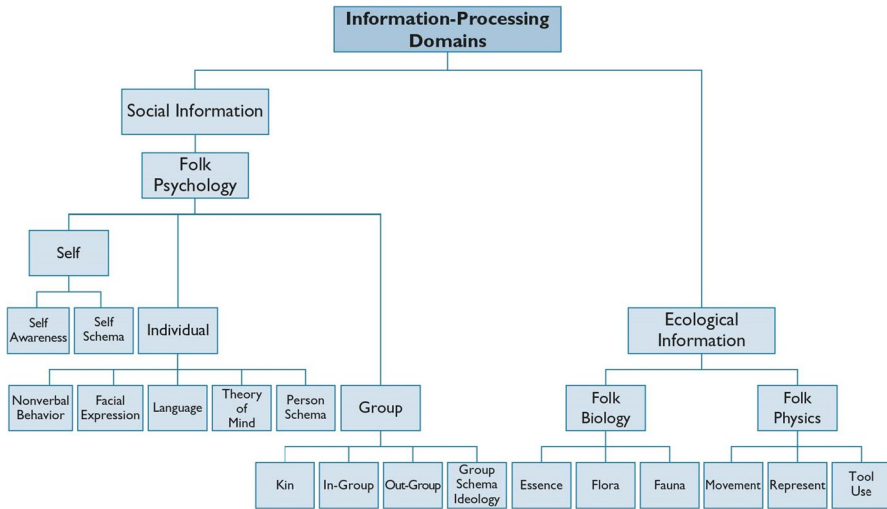 Information-Processing
Domains
Social Information
Folk
Psychology
Self
Self
Awareness
Self
Schema
Individual
Nonverbal
Behavior
Facial
Expression
Language
Theory
of
Mind
Person
Schema
Group
Kin
In-Group
Out-Group
Group
Schema
Ideology
Ecological
Information
Folk
Biology
Folk
Physics
Essence
Flora
Fauna
Movement
Represent
Tool
Use